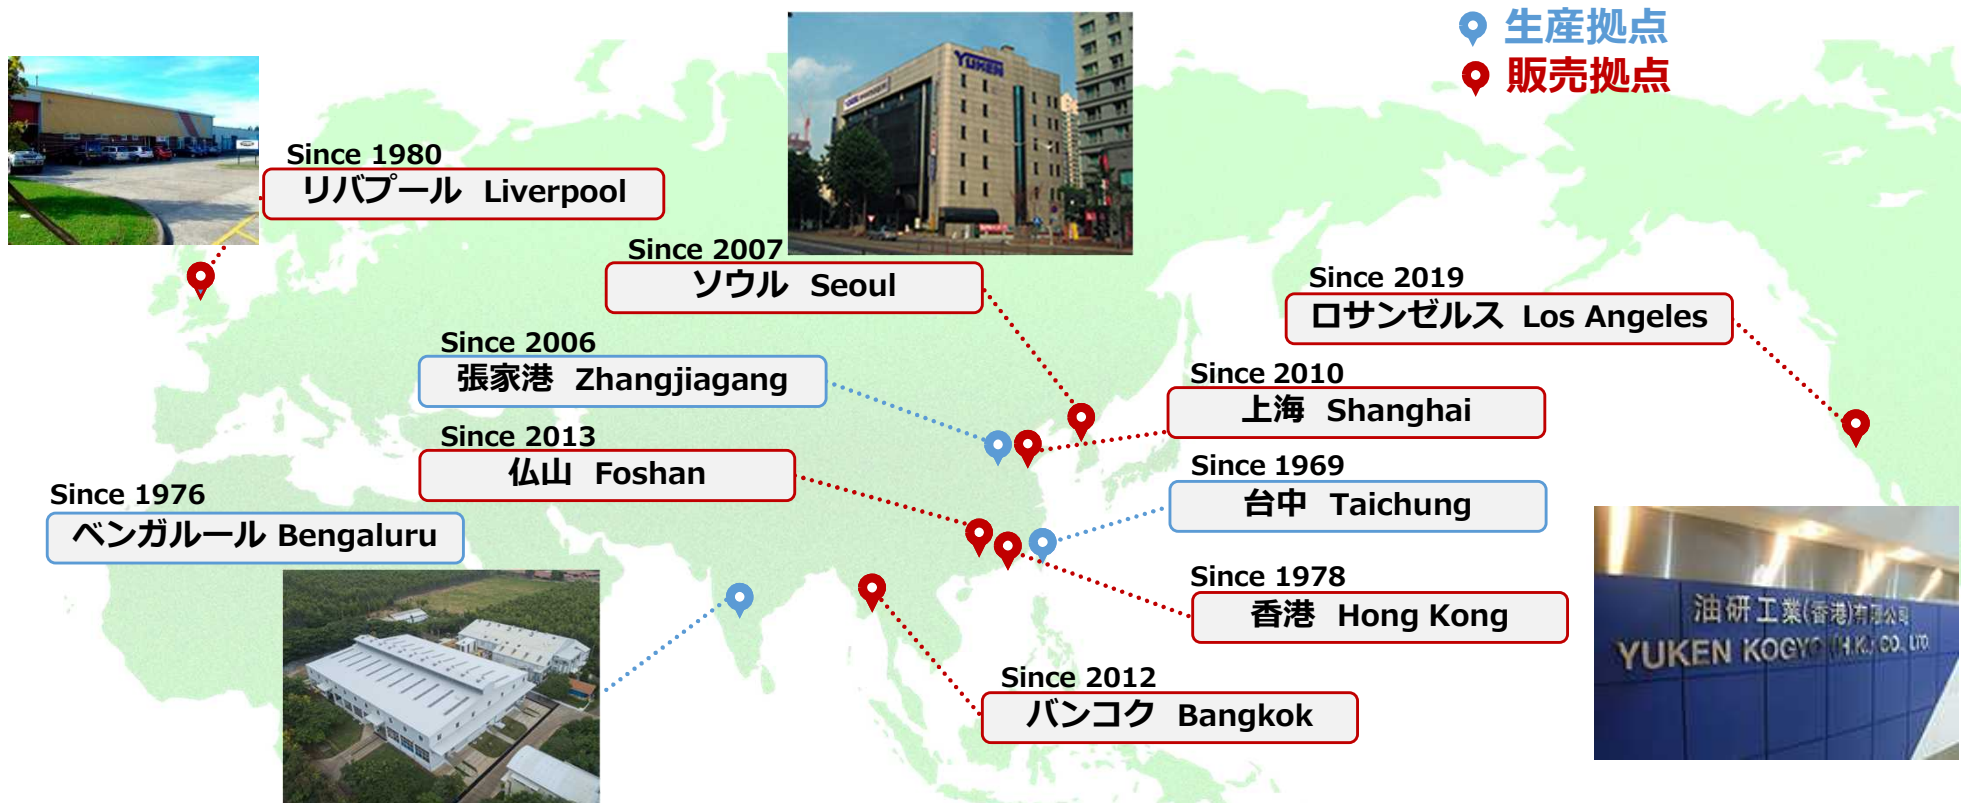 生産拠点
販売拠点
YUKEN
Since 1980
リバプール Liverpool
Since 2007
ソウル Seoul
Since 2019
ロサンゼルス Los Angeles
Since 2006
張家港 Zhangjiagang
Since 2010
上海 Shanghai
Since 2013
仏山 Foshan
Since 1969
台中 Taichung
Since 1976
ベンガルール Bengaluru
Since 1978
香港 Hong Kong
油研工業(香港)有限公司
YUKEN KOGYO (H.K.) CO., LTD.
Since 2012
バンコク Bangkok